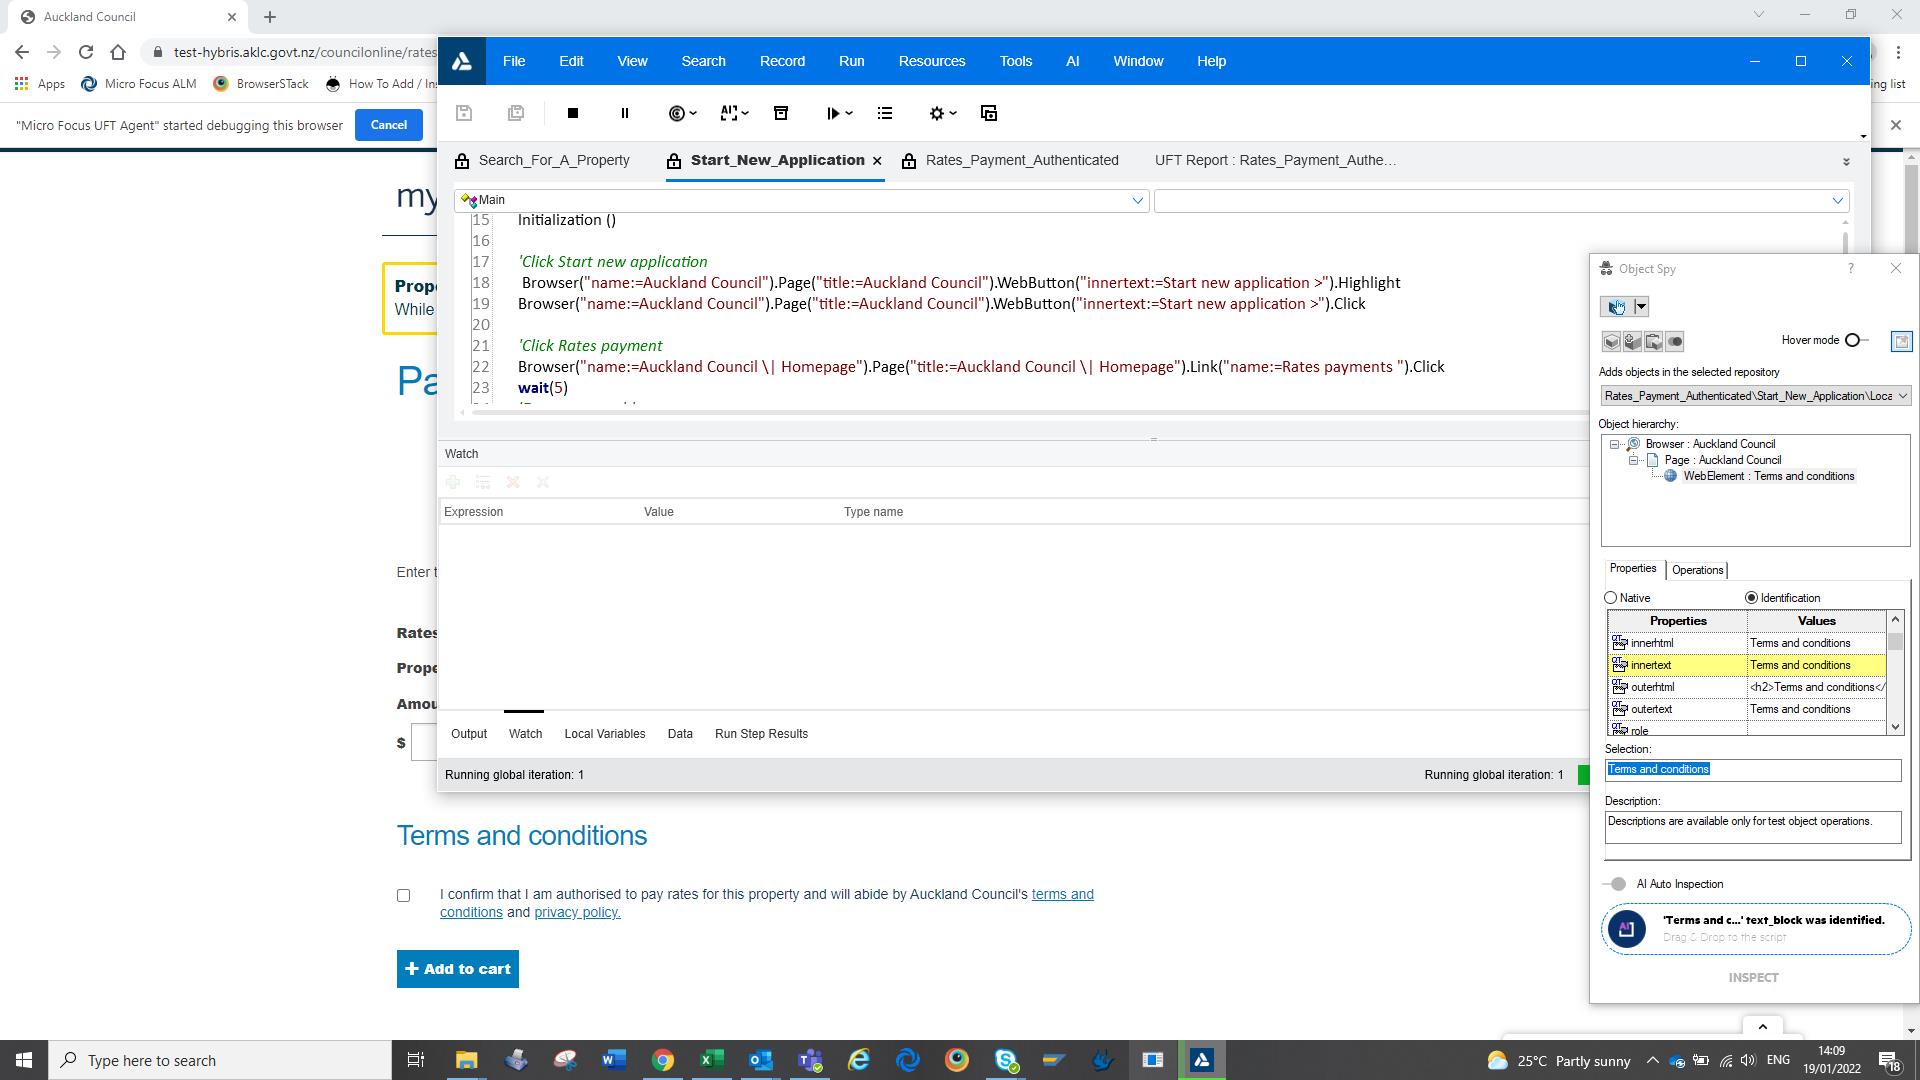 Auckland Council
test-hybris.aklc.govt.nz/councilonline/rates
Apps
Micro Focus ALM
BrowserSTack
How To Add / In
ing list
"Micro Focus UFT Agent" started debugging this browser
Cancel
File
Edit
View
Search
Record
Run
Resources
Tools
AI
Window
Help
Search_For_A_Property
Start_New_Application
Rates_Payment_Authenticated
UFT Report : Rates_Payment_Authe...
Main
15 Initialization ()
16
17 'Click Start new application
18 Browser("name:=Auckland Council").Page("title:=Auckland Council").WebButton("innertext:=Start new application >").Highlight
19 Browser("name:=Auckland Council").Page("title:=Auckland Council").WebButton("innertext:=Start new application >").Click
20
21 'Click Rates payment
22 Browser("name:=Auckland Council \| Homepage").Page("title:=Auckland Council \| Homepage").Link("name:=Rates payments ").Click
23 wait(5)
my
Prope
While
Pa
Enter t
Rates
Prope
Amou
$
Watch
Expression
Value
Type name
Output
Watch
Local Variables
Data
Run Step Results
Running global iteration: 1
Running global iteration: 1
Object Spy
?
Hover mode
Adds objects in the selected repository
Rates_Payment_Authenticated\Start_New_Application\Loca
Object hierarchy:
Browser : Auckland Council
Page : Auckland Council
WebElement : Terms and conditions
Properties
Operations
Native
Identification
Properties
Values
innerhtml Terms and conditions
innertext Terms and conditions
outerhtml <h2>Terms and conditions</
outertext Terms and conditions
role
Selection:
Terms and conditions
Description:
Descriptions are available only for test object operations.
AI Auto Inspection
AI
'Terms and c...' text_block was identified.
Drag & Drop to the script
INSPECT
Terms and conditions
I confirm that I am authorised to pay rates for this property and will abide by Auckland Council's terms and
conditions and privacy policy.
+ Add to cart
Type here to search
25°C Partly sunny
ENG
14:09
19/01/2022
18